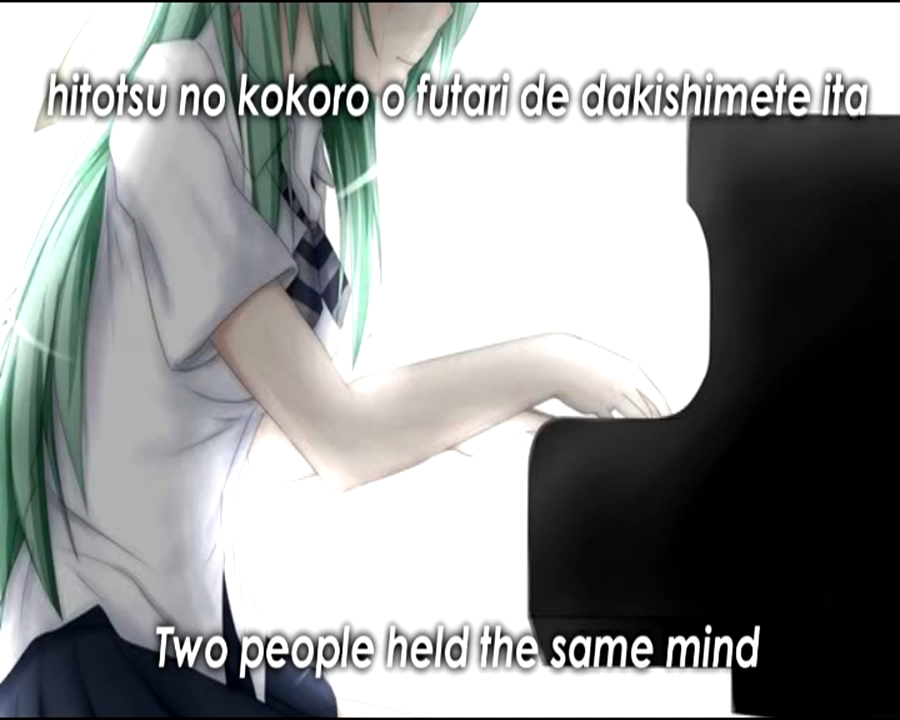 hitotsu no kokoro o futari de dakishimete ita
Two people held the same mind